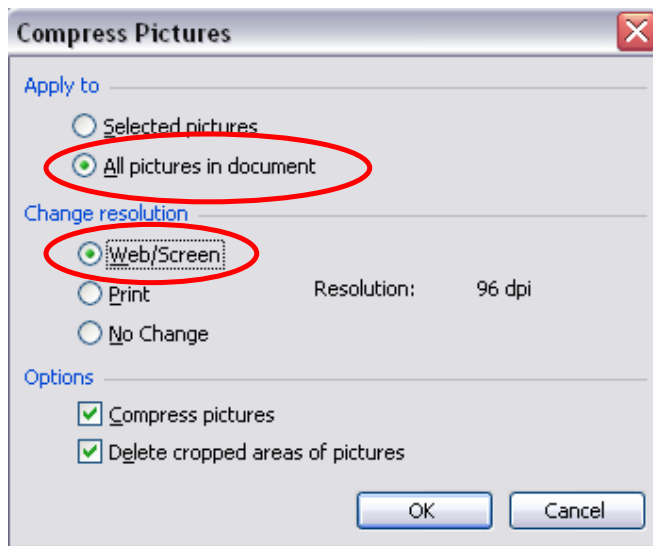 Compress Pictures
Apply to
Selected pictures
All pictures in document
Change resolution
Web/Screen
Print Resolution: 96 dpi
No Change
Options
Compress pictures
Delete cropped areas of pictures
OK Cancel